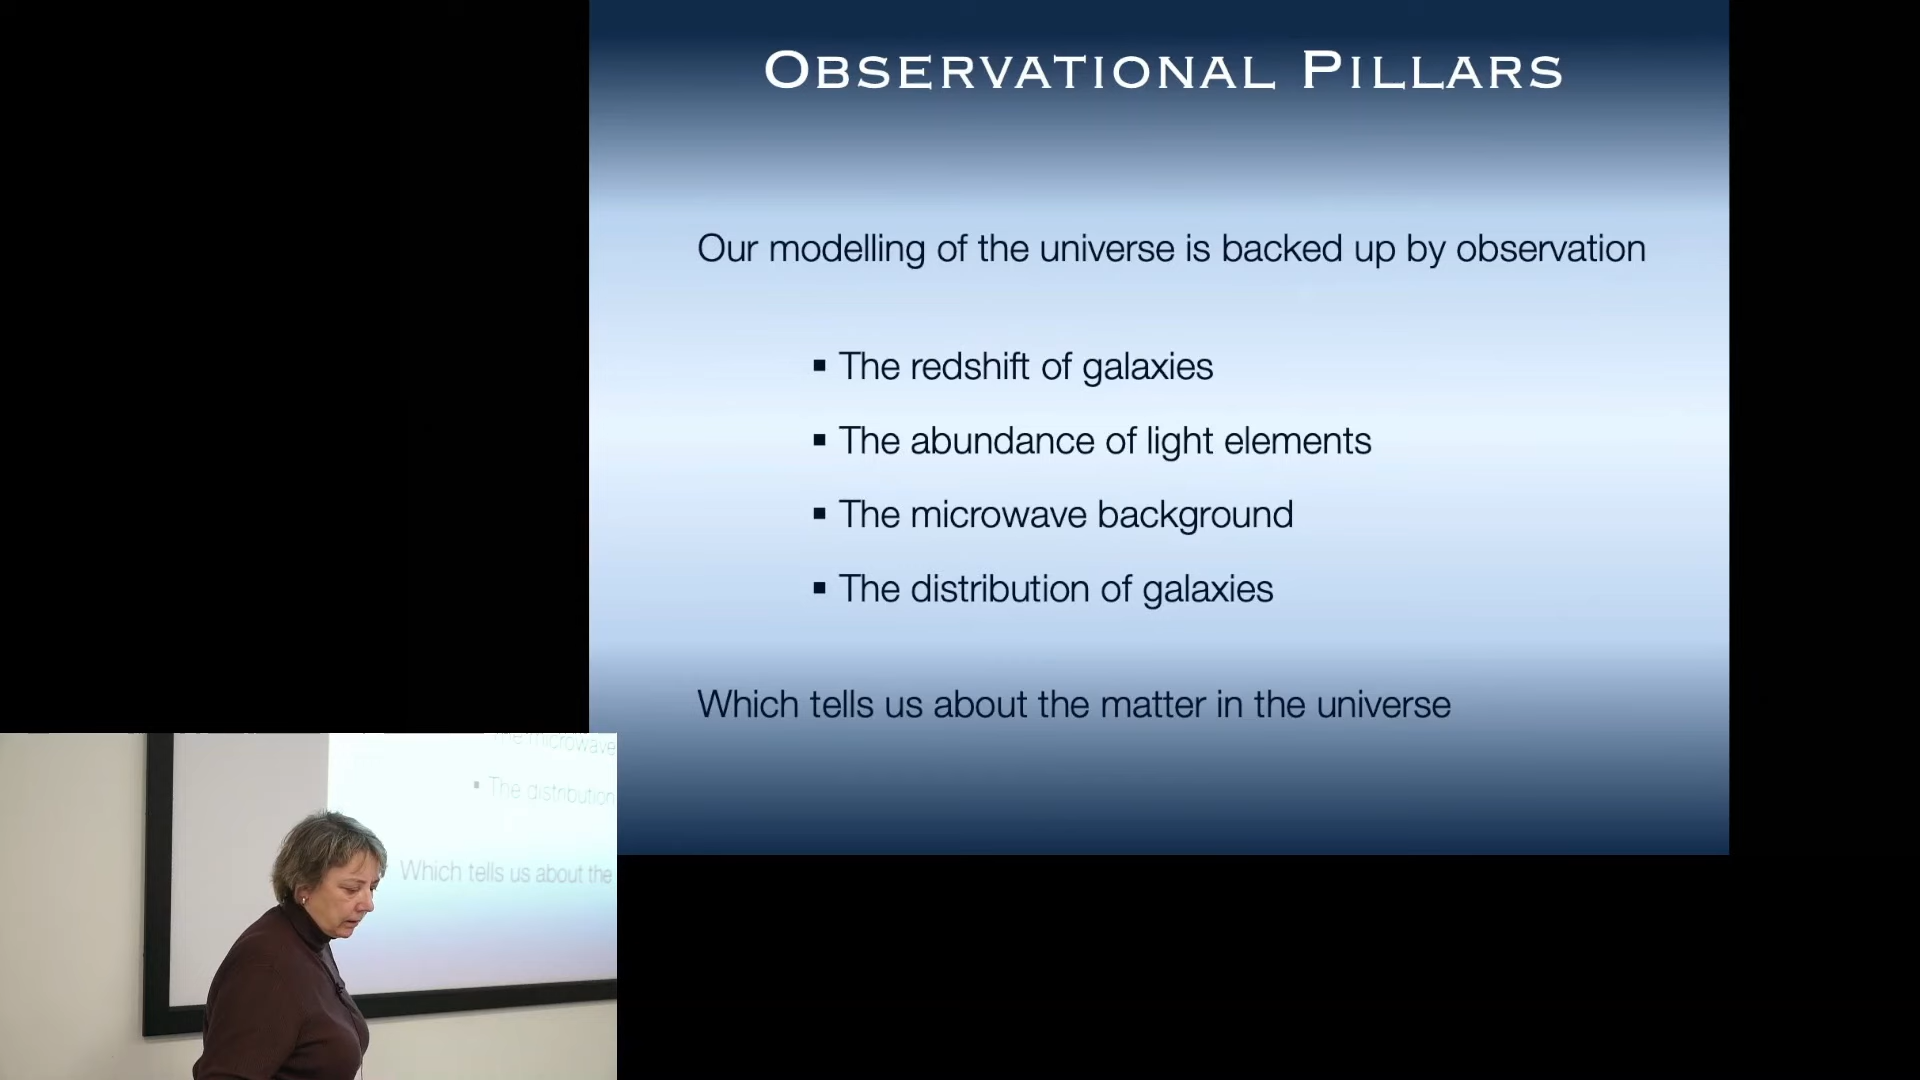 OBSERVATIONAL PILLARS
Our modelling of the universe is backed up by observation
▪ The redshift of galaxies
▪ The abundance of light elements
▪ The microwave background
▪ The distribution of galaxies
Which tells us about the matter in the universe
The microwave
▪ The distribution
Which tells us about the